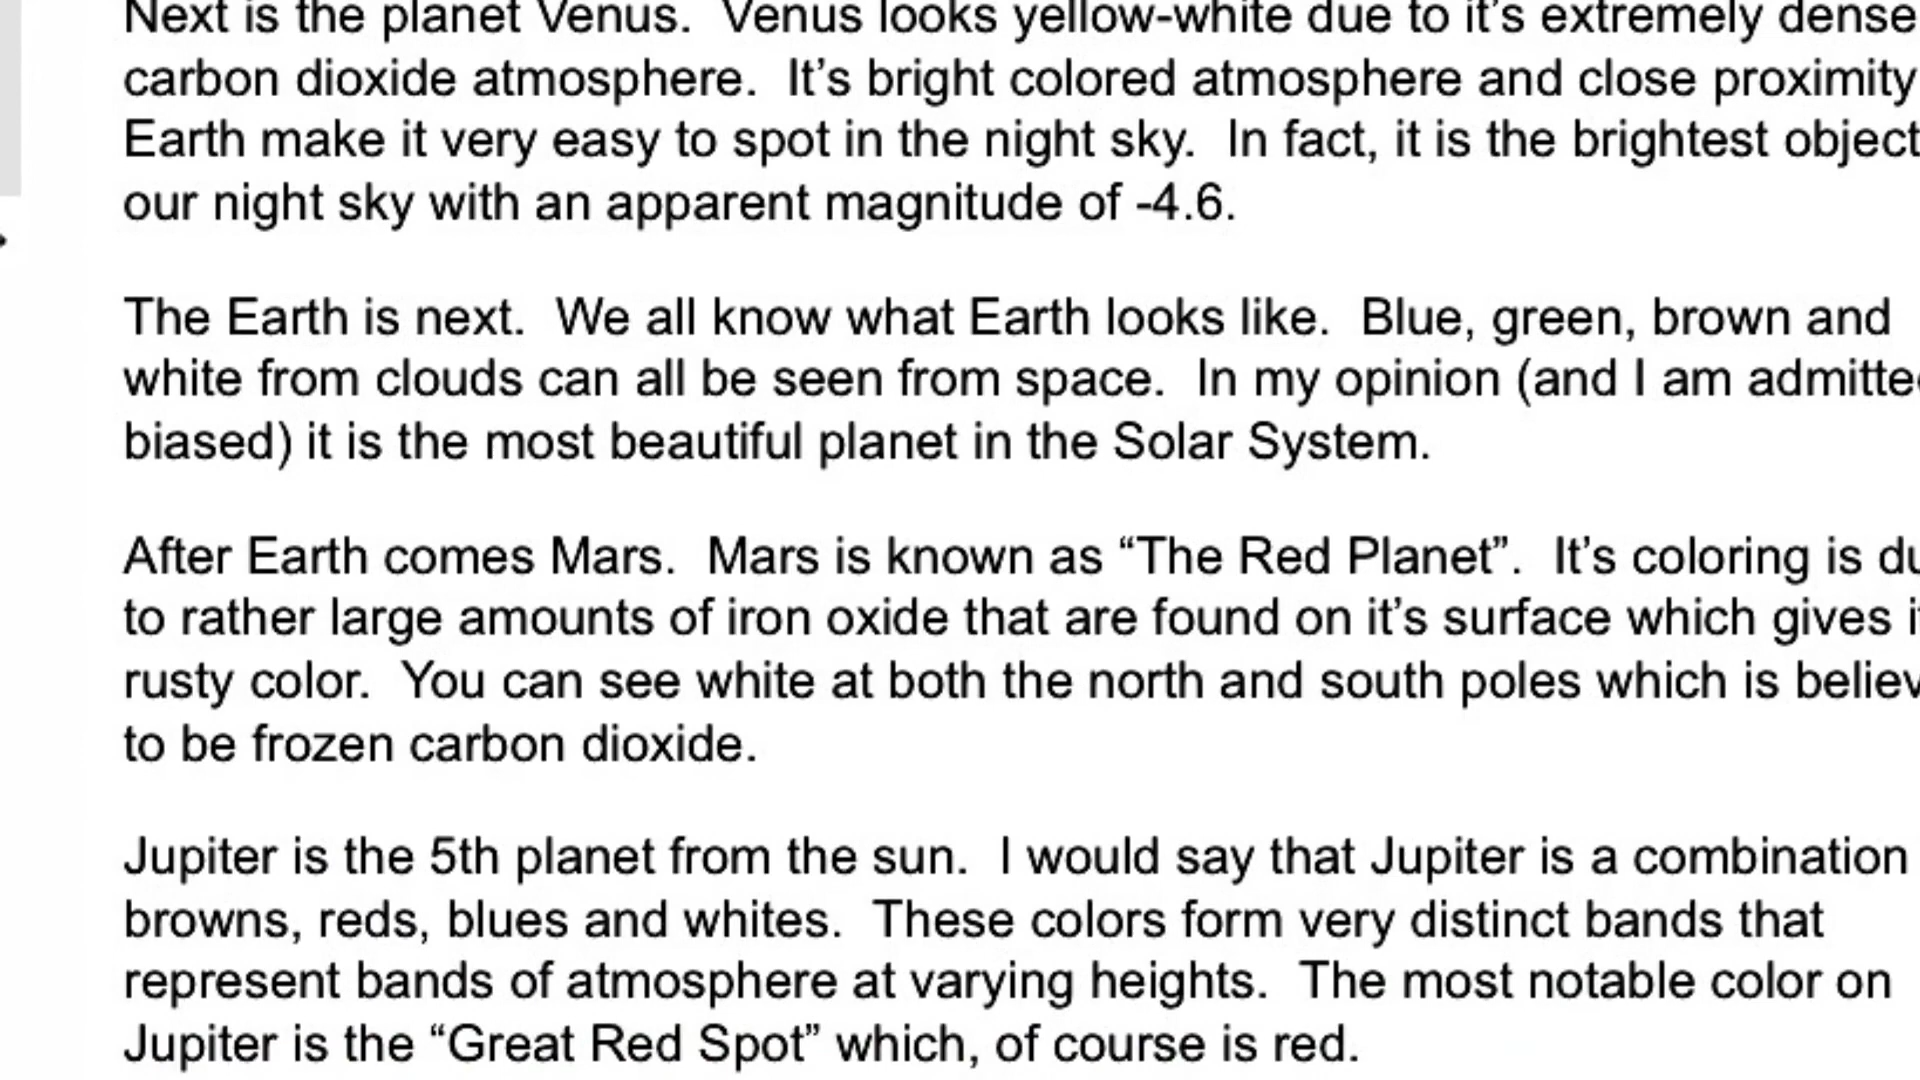 Next is the planet Venus.  Venus looks yellow-white due to it's extremely dense
carbon dioxide atmosphere.  It’s bright colored atmosphere and close proximity
Earth make it very easy to spot in the night sky.  In fact, it is the brightest object
our night sky with an apparent magnitude of -4.6.
The Earth is next.  We all know what Earth looks like.  Blue, green, brown and
white from clouds can all be seen from space.  In my opinion (and I am
biased) it is the most beautiful planet in the Solar System.
After Earth comes Mars.  Mars is known as “The Red Planet”.  It’s coloring is
to rather large amounts of iron oxide that are found on it’s surface which gives
rusty color.  You can see white at both the north and south poles which is
to be frozen carbon dioxide.
Jupiter is the 5th planet from the sun.  I would say that Jupiter is a combination
browns, reds, blues and whites.  These colors form very distinct bands that
represent bands of atmosphere at varying heights.  The most notable color on
Jupiter is the “Great Red Spot” which, of course is red.